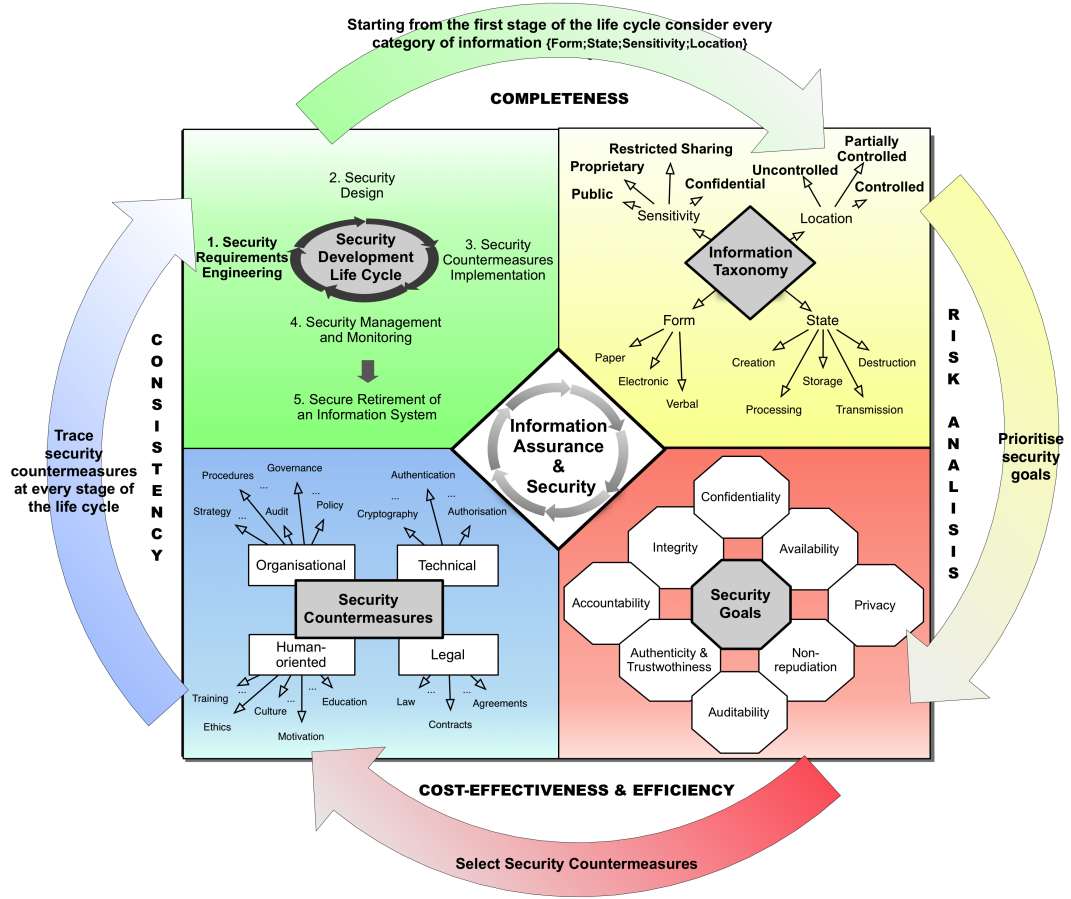 Starting from the first stage of the life cycle consider every
category of information {Form;State;Sensitivity;Location}
COMPLETENESS
2. Security
Design
1. Security
Requirements
Engineering
Security
Development
Life Cycle
3. Security
Countermeasures
Implementation
4. Security Management
and Monitoring
5. Secure Retirement of
an Information System
Restricted Sharing
Proprietary
Public
Confidential
Sensitivity
Partially
Controlled
Uncontrolled
Controlled
Location
Information
Taxonomy
Form
Paper
Electronic
Verbal
State
Creation
Destruction
Storage
Processing
Transmission
RISK ANALISIS
Prioritise
security
goals
Information
Assurance
&
Security
CONSISTENCY
Trace
security
countermeasures
at every stage of
the life cycle
Procedures
Governance
...
...
Strategy
...
Audit
Policy
Organisational
Authentication
...
...
Cryptography
Authorisation
Technical
Security
Countermeasures
Human-
oriented
Training
...
...
...
Education
Culture
Ethics
Motivation
Legal
...
...
Law
Agreements
Contracts
Confidentiality
Integrity
Availability
Accountability
Security
Goals
Privacy
Authenticity &
Trustwothiness
Non-
repudiation
Auditability
COST-EFFECTIVENESS & EFFICIENCY
Select Security Countermeasures